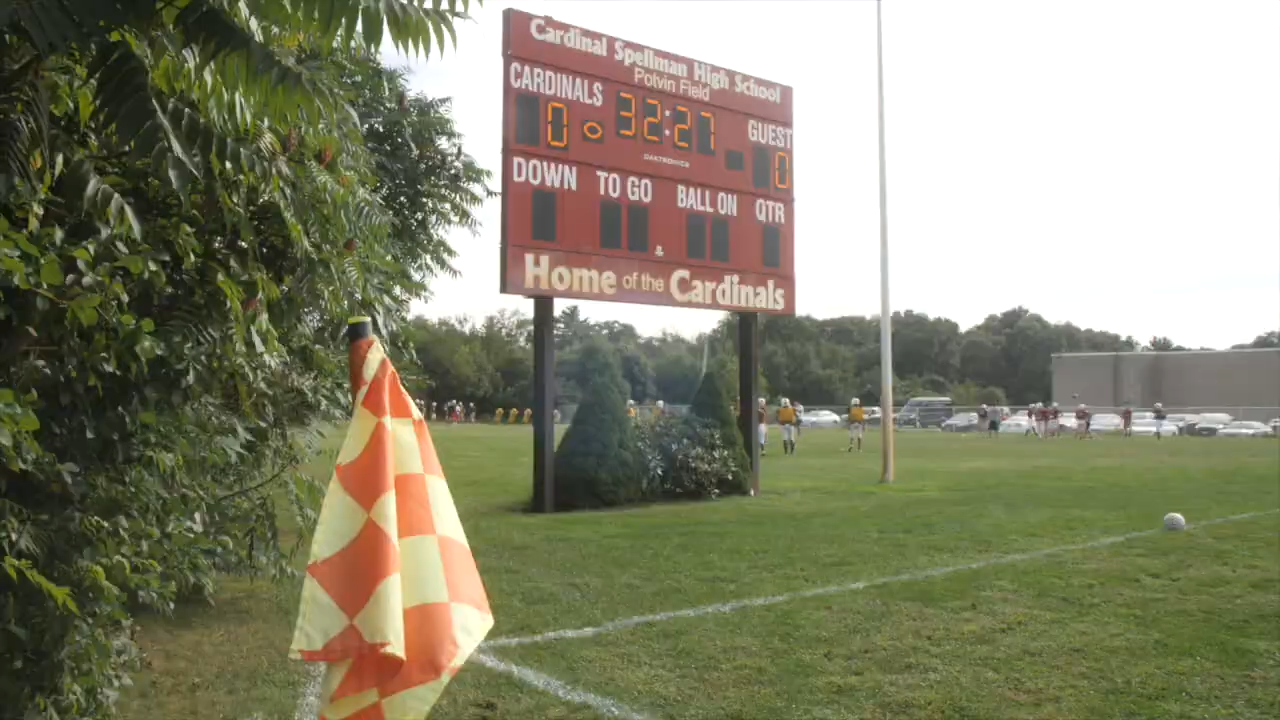 Cardinal Spellman High School
Potvin Field
CARDINALS
GUEST
0 32:27 0
DAKTRONICS
DOWN TO GO BALL ON QTR
Home of the Cardinals